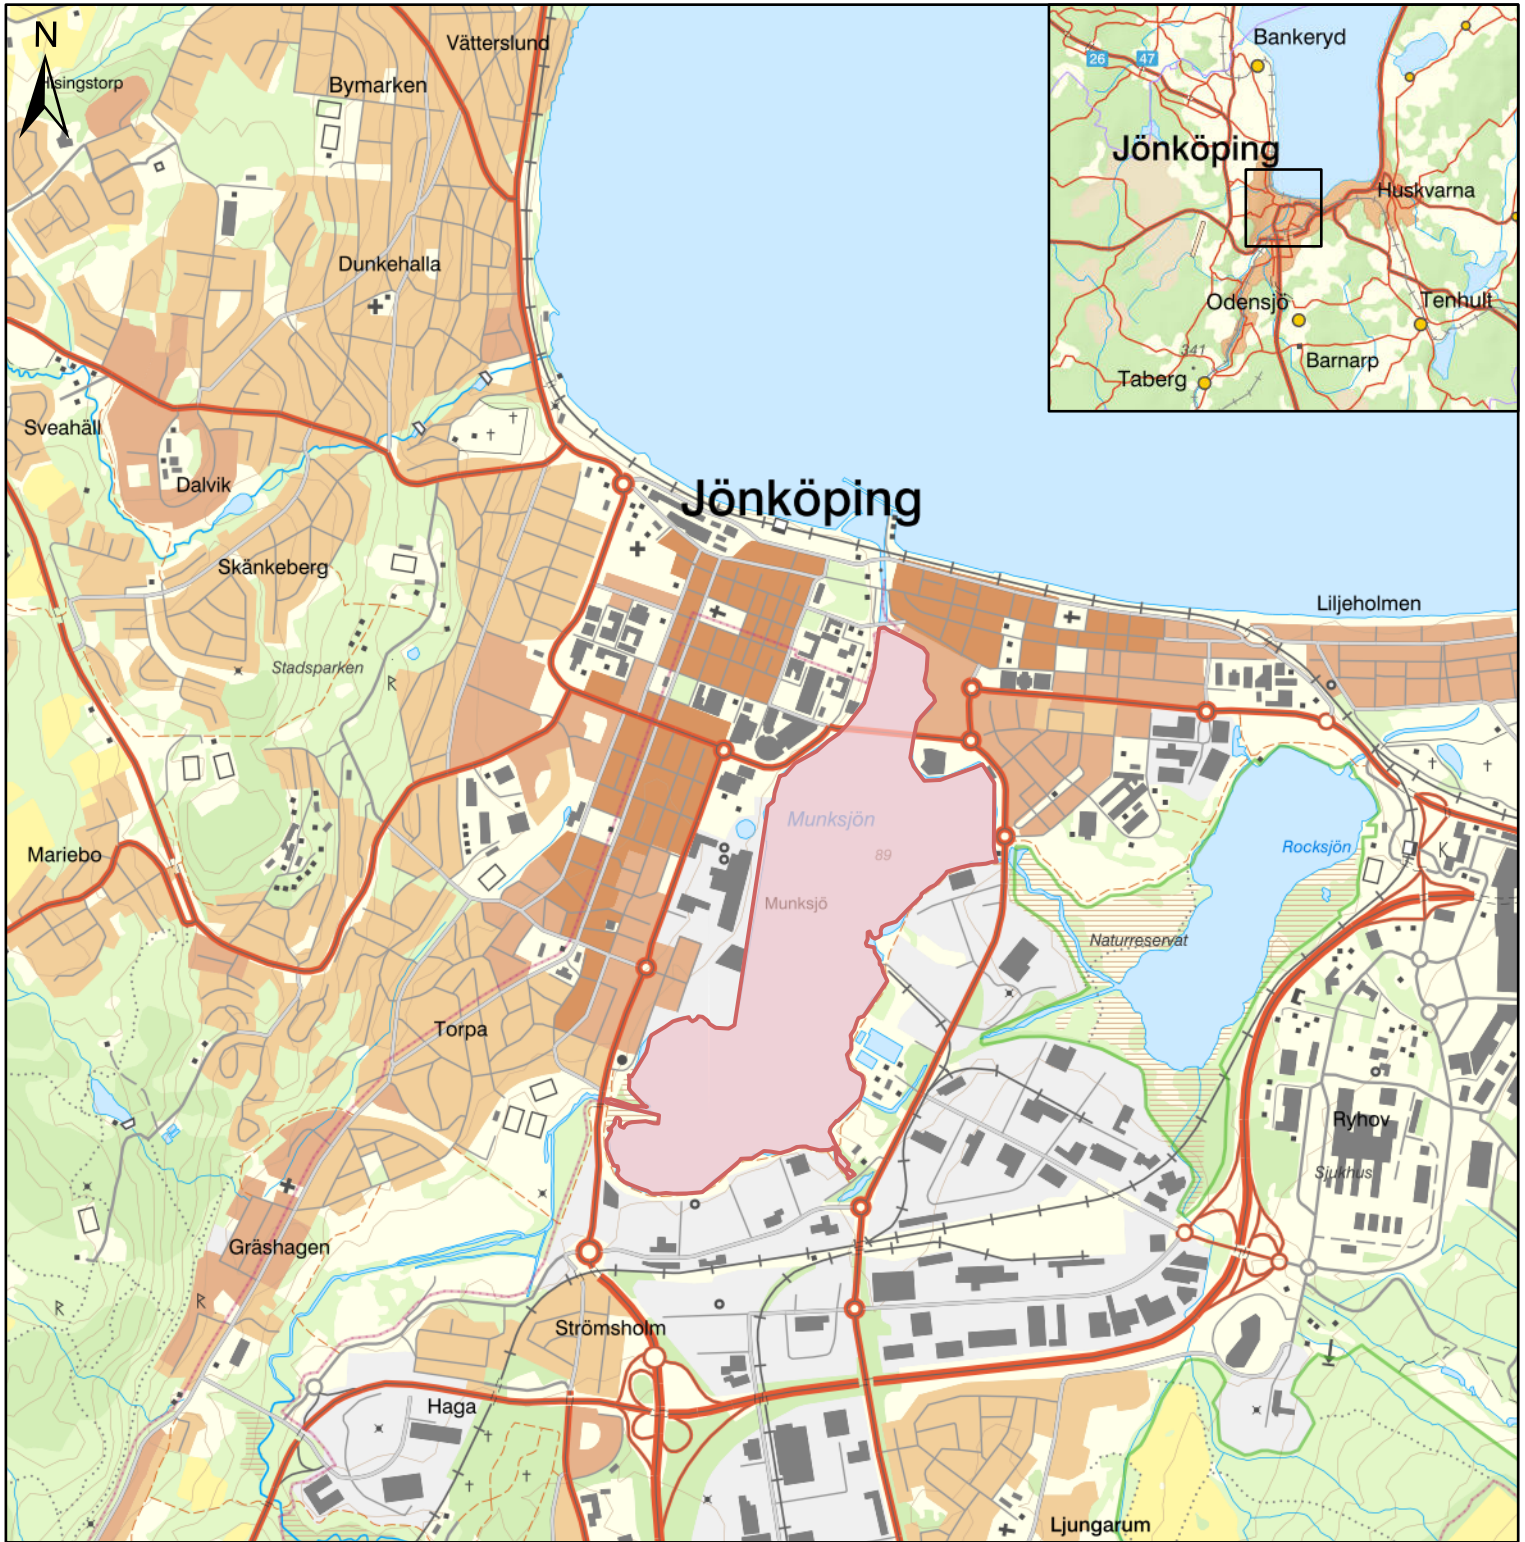 N
Vätterslund
Hisingstorp
Bymarken
Dunkehalla
Sveahäll
Dalvik
Jönköping
Skänkeberg
Liljeholmen
Stadsparken
R
Munksjön
89
Munksjö
Mariebo
Rocksjön
K
Naturreservat
Torpa
Ryhov
Sjukhus
Gräshagen
R
R
Strömsholm
Haga
Ljungarum
Bankeryd
26
47
Jönköping
Huskvarna
Odensjö
Tenhult
341
Barnarp
Taberg